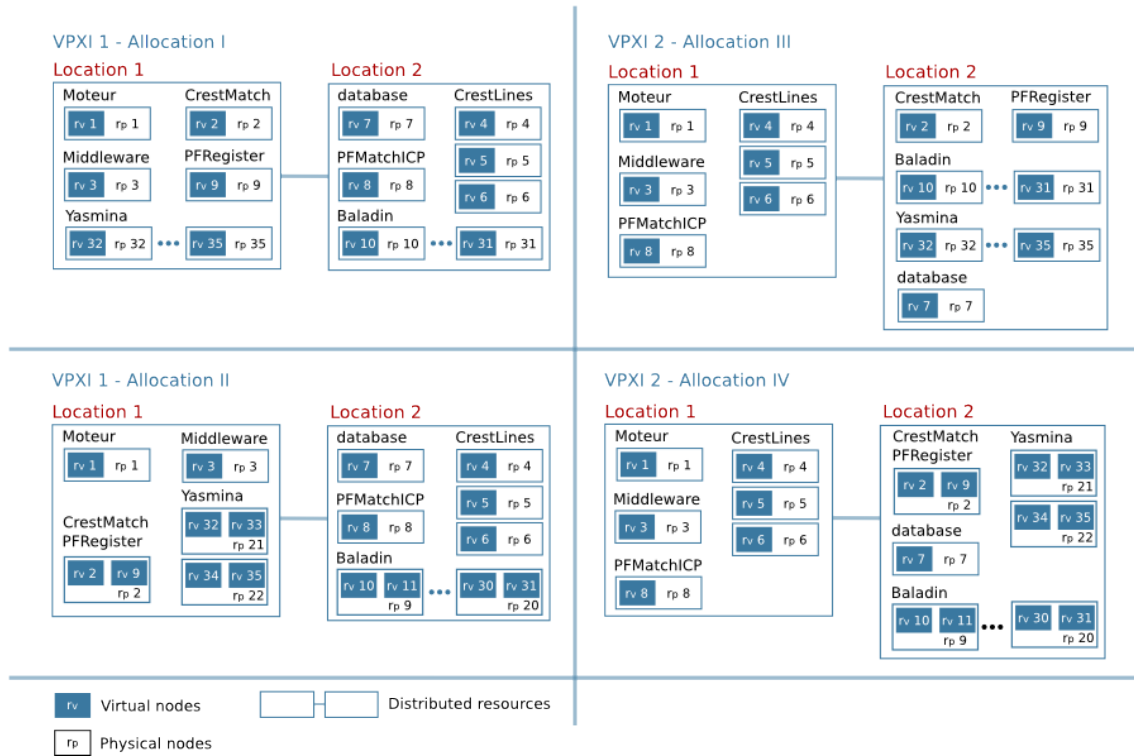 VPXI 1 - Allocation I
Location 1
Moteur
rv 1 rp 1
CrestMatch
rv 2 rp 2
Middleware
rv 3 rp 3
PFRegister
rv 9 rp 9
Yasmina
rv 32 rp 32 ••• rv 35 rp 35
Location 2
database
rv 7 rp 7
CrestLines
rv 4 rp 4
rv 5 rp 5
rv 6 rp 6
PFMatchICP
rv 8 rp 8
Baladin
rv 10 rp 10 ••• rv 31 rp 31
VPXI 2 - Allocation III
Location 1
Moteur
rv 1 rp 1
CrestLines
rv 4 rp 4
rv 5 rp 5
rv 6 rp 6
Middleware
rv 3 rp 3
PFMatchICP
rv 8 rp 8
Location 2
CrestMatch
rv 2 rp 2
PFRegister
rv 9 rp 9
Baladin
rv 10 rp 10 ••• rv 31 rp 31
Yasmina
rv 32 rp 32 ••• rv 35 rp 35
database
rv 7 rp 7
VPXI 1 - Allocation II
Location 1
Moteur
rv 1 rp 1
Middleware
rv 3 rp 3
Yasmina
rv 32 rv 33
rp 21
rv 34 rv 35
rp 22
CrestMatch
PFRegister
rv 2 rv 9
rp 2
Location 2
database
rv 7 rp 7
CrestLines
rv 4 rp 4
rv 5 rp 5
rv 6 rp 6
PFMatchICP
rv 8 rp 8
Baladin
rv 10 rv 11 ••• rv 30 rv 31
rp 9 rp 20
VPXI 2 - Allocation IV
Location 1
Moteur
rv 1 rp 1
CrestLines
rv 4 rp 4
rv 5 rp 5
rv 6 rp 6
Middleware
rv 3 rp 3
PFMatchICP
rv 8 rp 8
Location 2
CrestMatch
PFRegister
rv 2 rv 9
rp 2
Yasmina
rv 32 rv 33
rp 21
rv 34 rv 35
rp 22
database
rv 7 rp 7
Baladin
rv 10 rv 11 ••• rv 30 rv 31
rp 9 rp 20
rv Virtual nodes
Distributed resources
rp Physical nodes